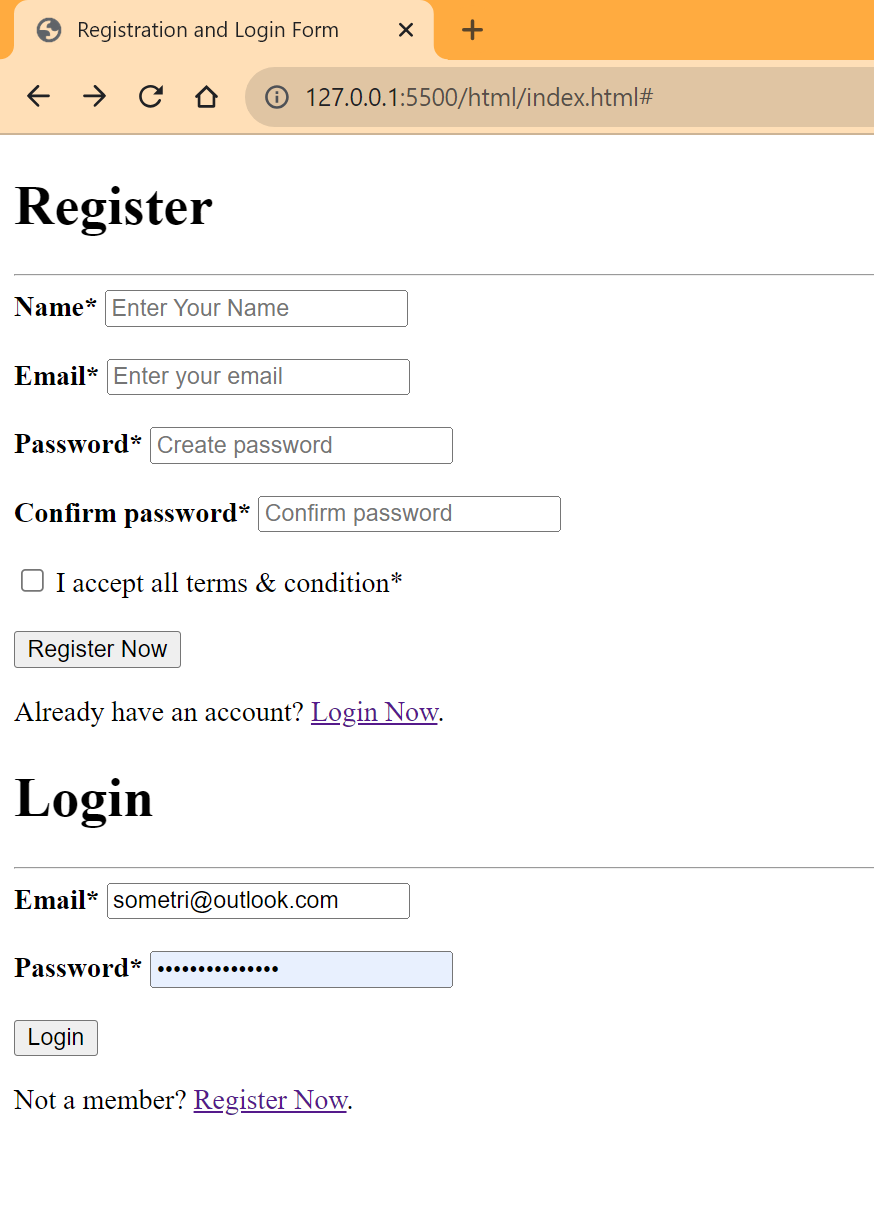 Registration and Login Form
127.0.0.1:5500/html/index.html#
Register
Name* Enter Your Name
Email* Enter your email
Password* Create password
Confirm password* Confirm password
I accept all terms & condition*
Register Now
Already have an account? Login Now.
Login
Email* sometri@outlook.com
Password* •••••••••••••••
Login
Not a member? Register Now.